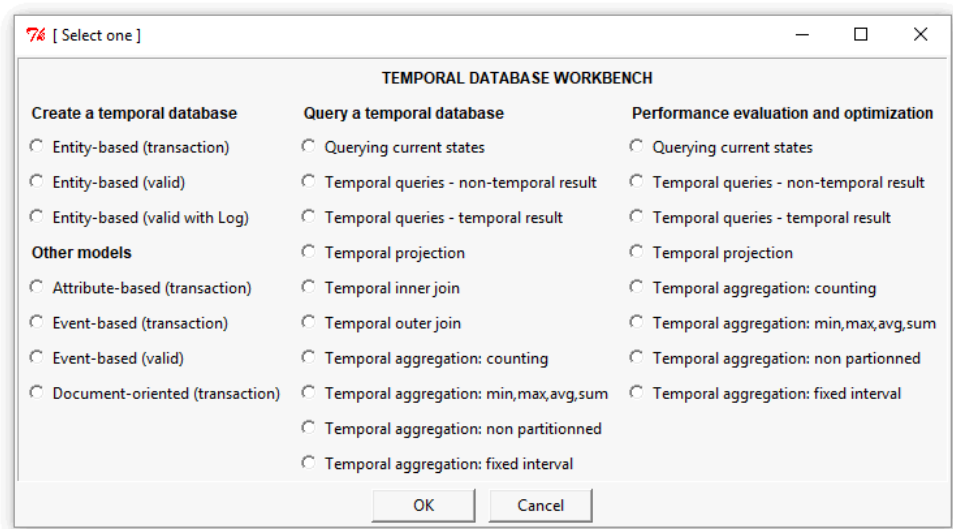 [ Select one ]
TEMPORAL DATABASE WORKBENCH
Create a temporal database
Entity-based (transaction)
Entity-based (valid)
Entity-based (valid with Log)
Other models
Attribute-based (transaction)
Event-based (transaction)
Event-based (valid)
Document-oriented (transaction)
Query a temporal database
Querying current states
Temporal queries - non-temporal result
Temporal queries - temporal result
Temporal projection
Temporal inner join
Temporal outer join
Temporal aggregation: counting
Temporal aggregation: min,max,avg,sum
Temporal aggregation: non partitionned
Temporal aggregation: fixed interval
Performance evaluation and optimization
Querying current states
Temporal queries - non-temporal result
Temporal queries - temporal result
Temporal projection
Temporal aggregation: counting
Temporal aggregation: min,max,avg,sum
Temporal aggregation: non partionned
Temporal aggregation: fixed interval
OK
Cancel